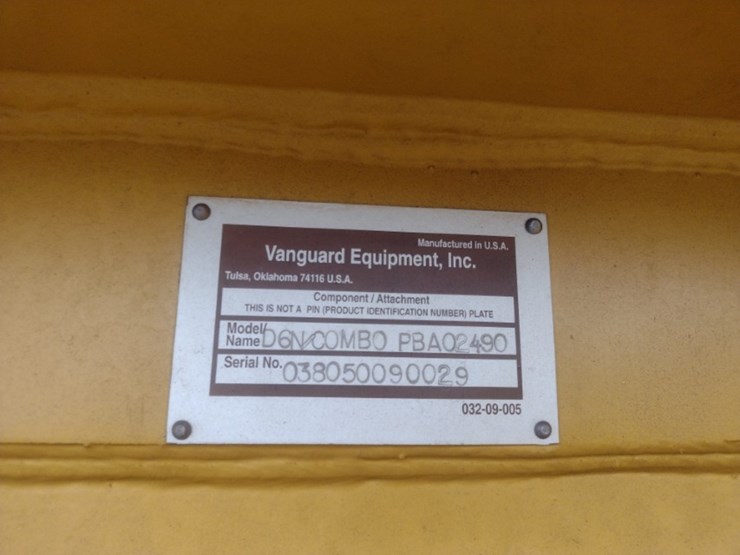 Manufactured in U.S.A.
Vanguard Equipment, Inc.
Tulsa, Oklahoma 74116 U.S.A.
Component / Attachment
THIS IS NOT A PIN (PRODUCT IDENTIFICATION NUMBER) PLATE
Model/
Name D6N/COMBO PBA02490
Serial No. 038050090029
032-09-005